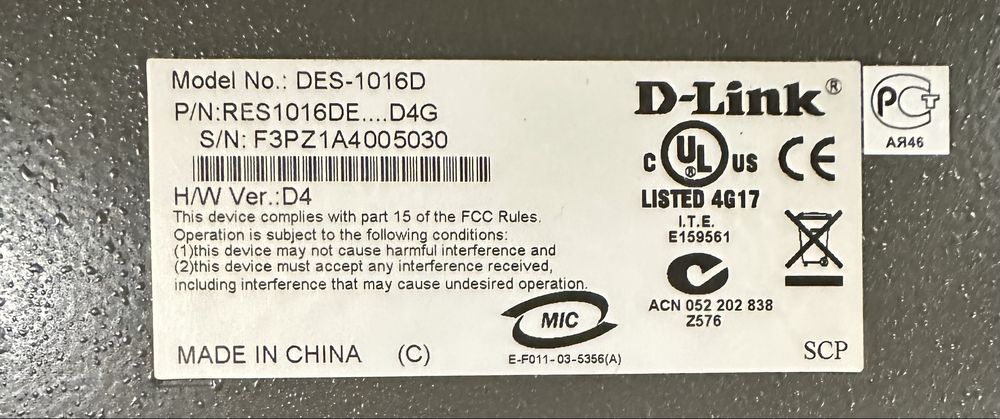 Model No.: DES-1016D
P/N:RES1016DE....D4G
S/N: F3PZ1A4005030
H/W Ver.:D4
This device complies with part 15 of the FCC Rules.
Operation is subject to the following conditions:
(1)this device may not cause harmful interference and
(2)this device must accept any interference received,
including interference that may cause undesired operation.
MADE IN CHINA (C)
MIC
E-F011-03-5356(A)
D-Link®
C UL® US CE
LISTED 4G17
I.T.E.
E159561
ACN 052 202 838
Z576
SCP
РСТ
АЯ46